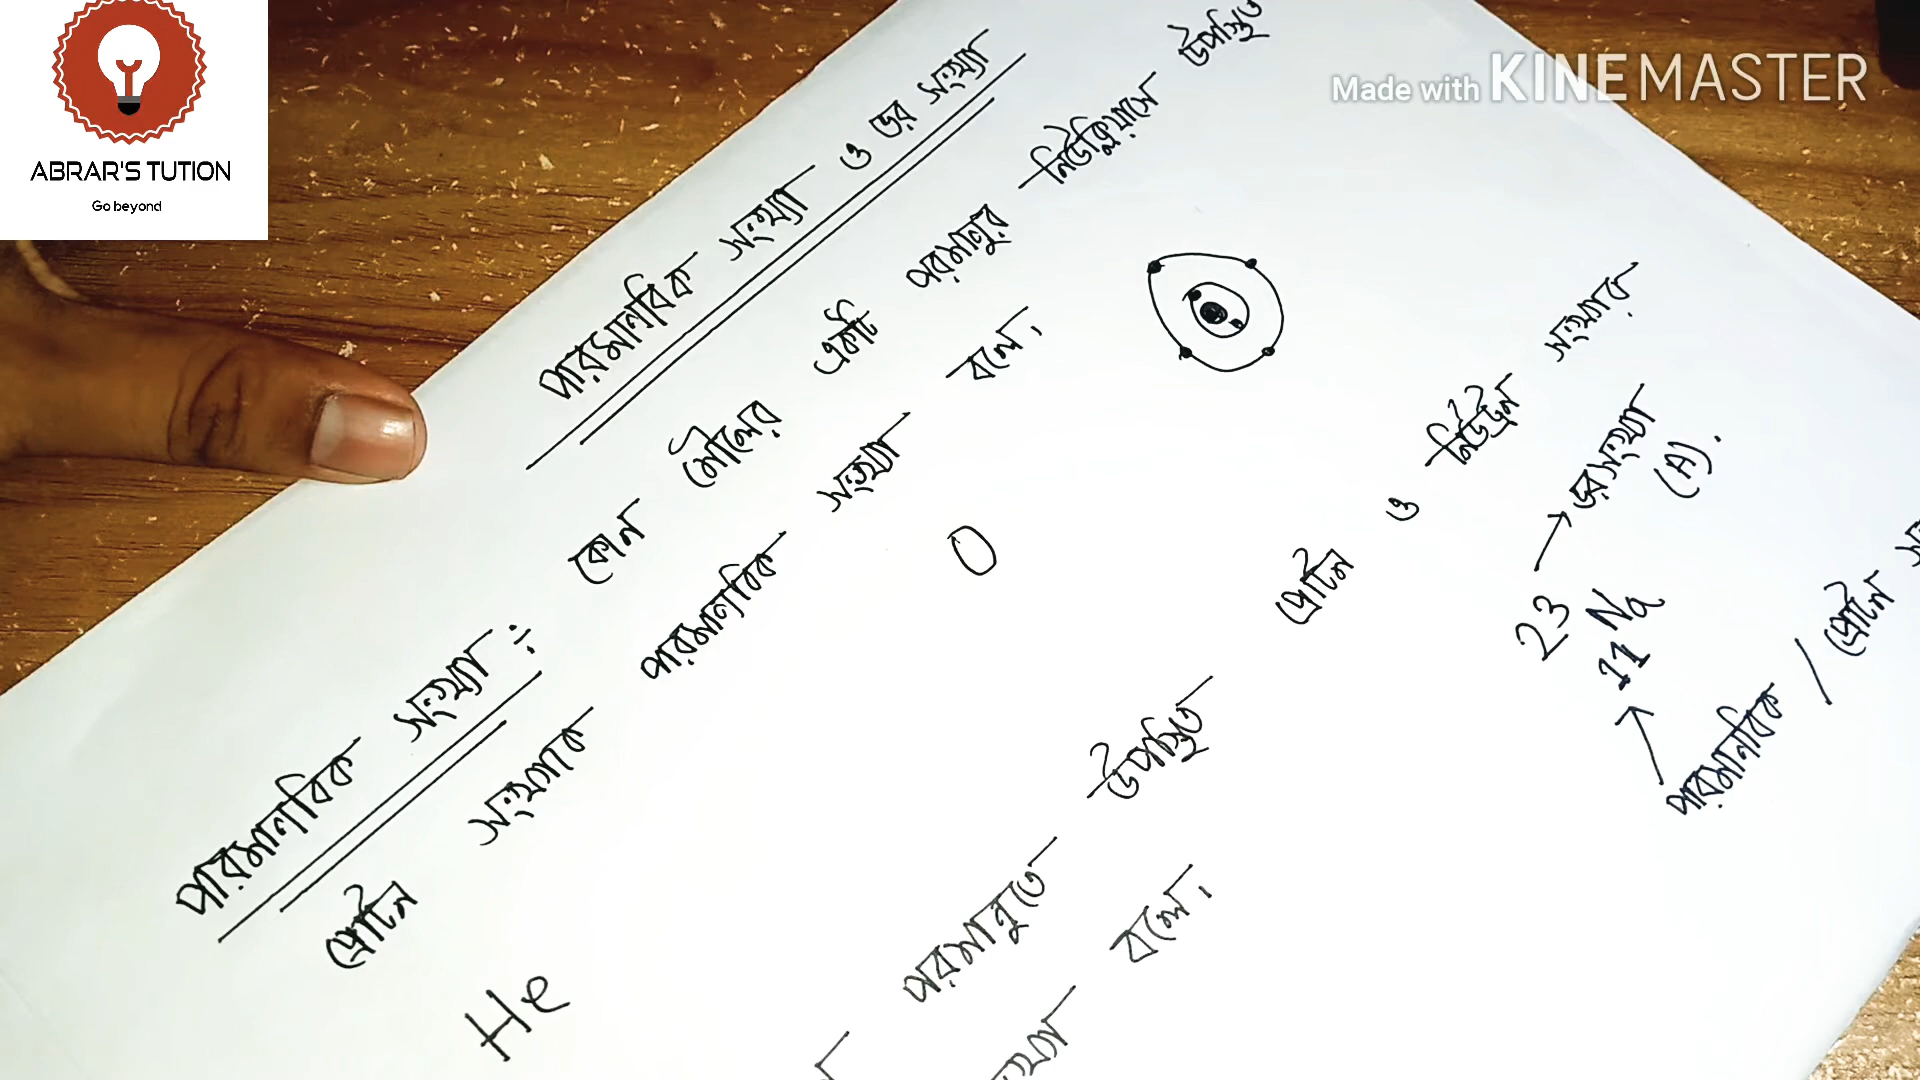 ABRAR'S TUTION
Go beyond
Made with KINEMASTER
পারমাণবিক সংখ্যা ও ভর সংখ্যা
পারমাণবিক সংখ্যা ÷ কোন মৌলের একটি পরমানুর নিউক্লিয়াসে উপস্থিত
প্রোটন সংখ্যাকে পারমাণবিক সংখ্যা বলে।
He
O
পরমানুতে উপস্থিত প্রোটন ও নিউট্রন সংখ্যাকে
বলে।
→ ভরসংখ্যা
(A).
23
Na
11
পারমাণবিক / প্রোটন